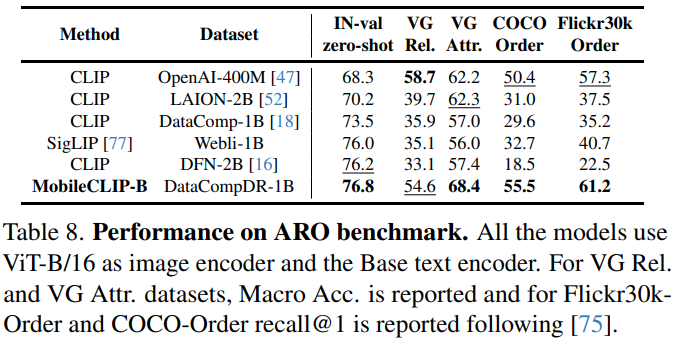 Method Dataset IN-val zero-shot VG Rel. VG Attr. COCO Order Flickr30k Order
CLIP OpenAI-400M [47] 68.3 58.7 62.2 50.4 57.3
CLIP LAION-2B [52] 70.2 39.7 62.3 31.0 37.5
CLIP DataComp-1B [18] 73.5 35.9 57.0 29.6 35.2
SigLIP [77] Webli-1B 76.0 35.1 56.0 32.7 40.7
CLIP DFN-2B [16] 76.2 33.1 57.4 18.5 22.5
MobileCLIP-B DataCompDR-1B 76.8 54.6 68.4 55.5 61.2
Table 8. Performance on ARO benchmark. All the models use
ViT-B/16 as image encoder and the Base text encoder. For VG Rel.
and VG Attr. datasets, Macro Acc. is reported and for Flickr30k-
Order and COCO-Order recall@1 is reported following [75].